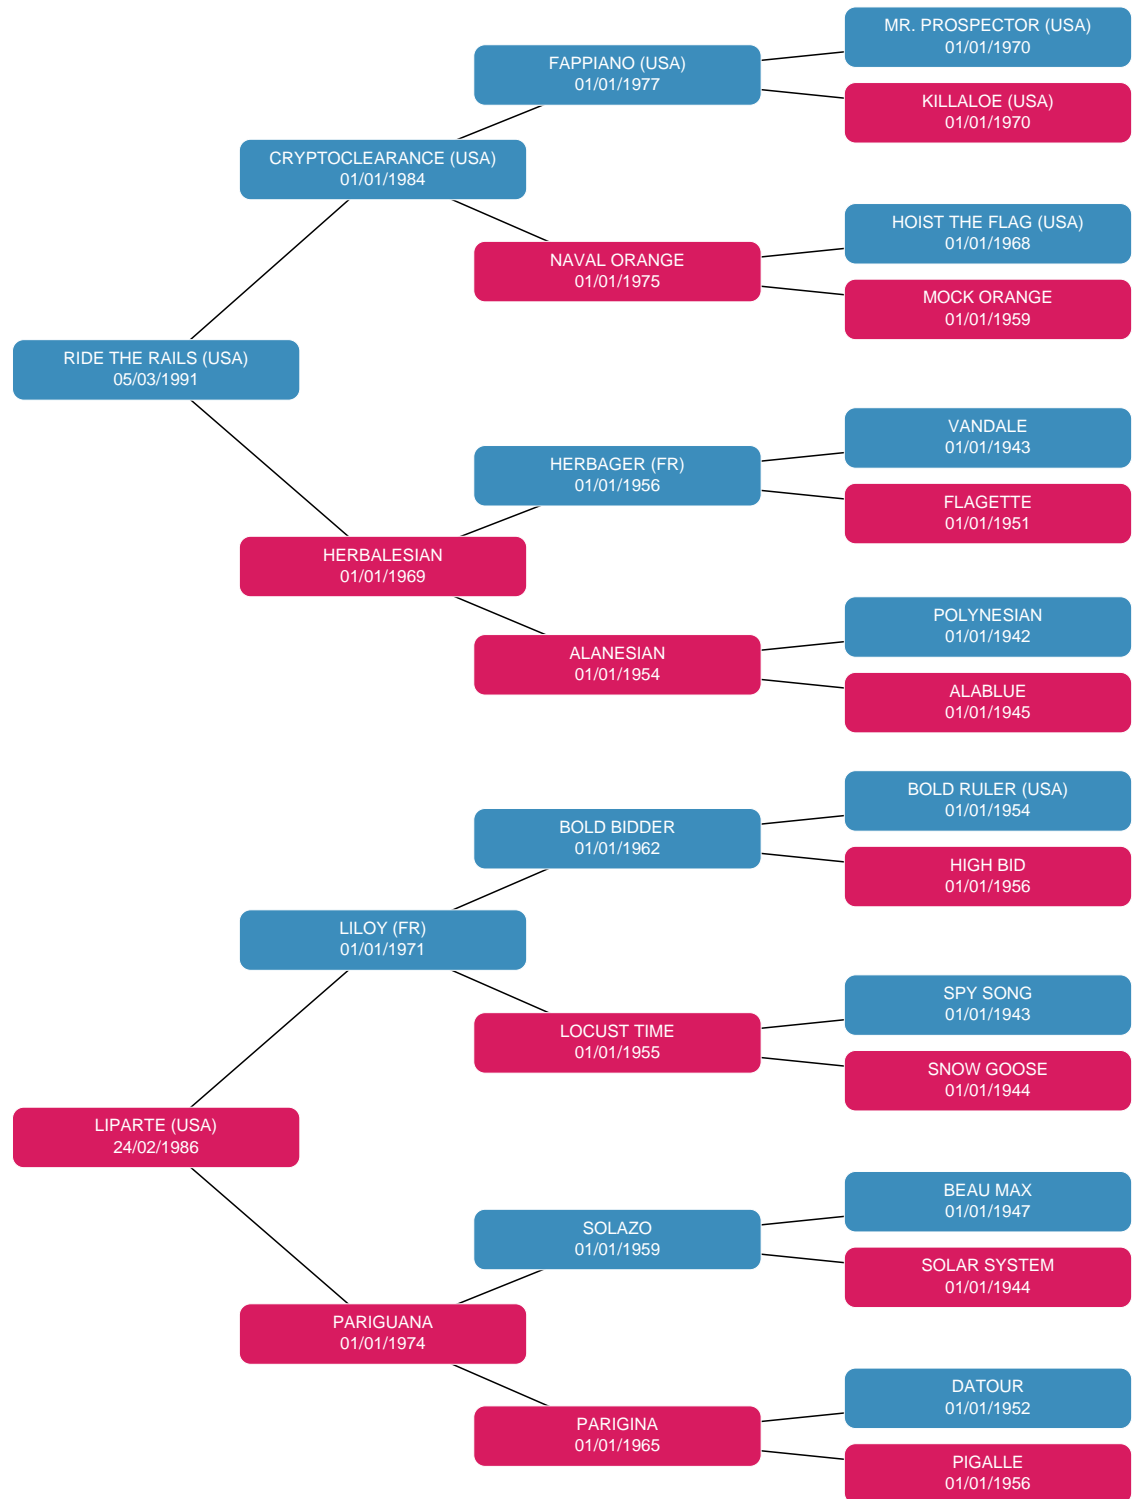 MR. PROSPECTOR (USA)
01/01/1970
FAPPIANO (USA)
01/01/1977
KILLALOE (USA)
01/01/1970
CRYPTOCLEARANCE (USA)
01/01/1984
HOIST THE FLAG (USA)
01/01/1968
NAVAL ORANGE
01/01/1975
MOCK ORANGE
01/01/1959
RIDE THE RAILS (USA)
05/03/1991
VANDALE
01/01/1943
HERBAGER (FR)
01/01/1956
FLAGETTE
01/01/1951
HERBALESIAN
01/01/1969
POLYNESIAN
01/01/1942
ALANESIAN
01/01/1954
ALABLUE
01/01/1945
BOLD RULER (USA)
01/01/1954
BOLD BIDDER
01/01/1962
HIGH BID
01/01/1956
LILOY (FR)
01/01/1971
SPY SONG
01/01/1943
LOCUST TIME
01/01/1955
SNOW GOOSE
01/01/1944
LIPARTE (USA)
24/02/1986
BEAU MAX
01/01/1947
SOLAZO
01/01/1959
SOLAR SYSTEM
01/01/1944
PARIGUANA
01/01/1974
DATOUR
01/01/1952
PARIGINA
01/01/1965
PIGALLE
01/01/1956